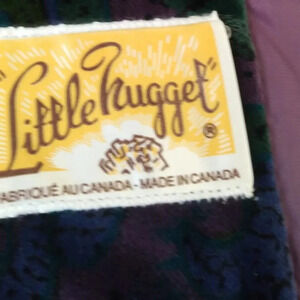 "Little Nugget"®
FABRIQUÉ AU CANADA - MADE IN CANADA